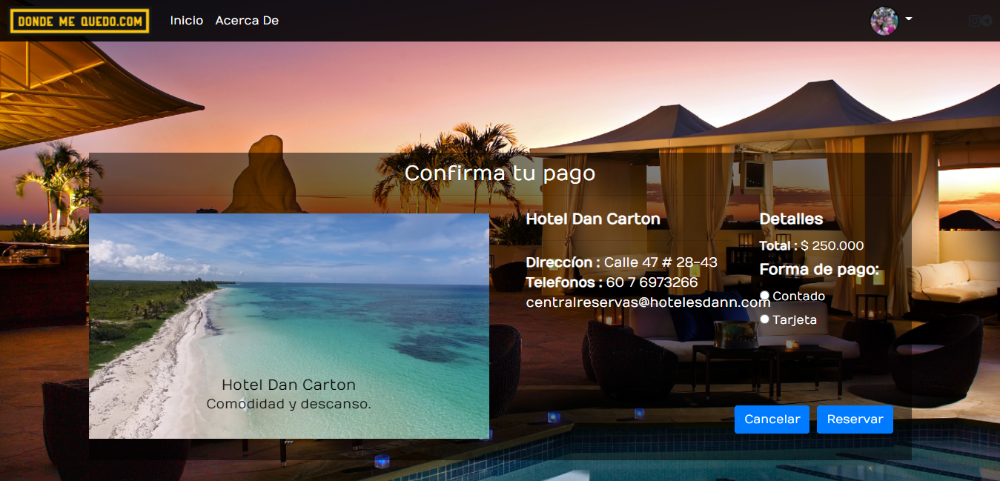 DONDE ME QUEDO.COM
Inicio Acerca De
Confirma tu pago
Hotel Dan Carton
Comodidad y descanso.
Hotel Dan Carton
Direccíon : Calle 47 # 28-43
Telefonos : 60 7 6973266
centralreservas@hotelesdann.com
Detalles
Total : $ 250.000
Forma de pago:
Contado
Tarjeta
Cancelar Reservar